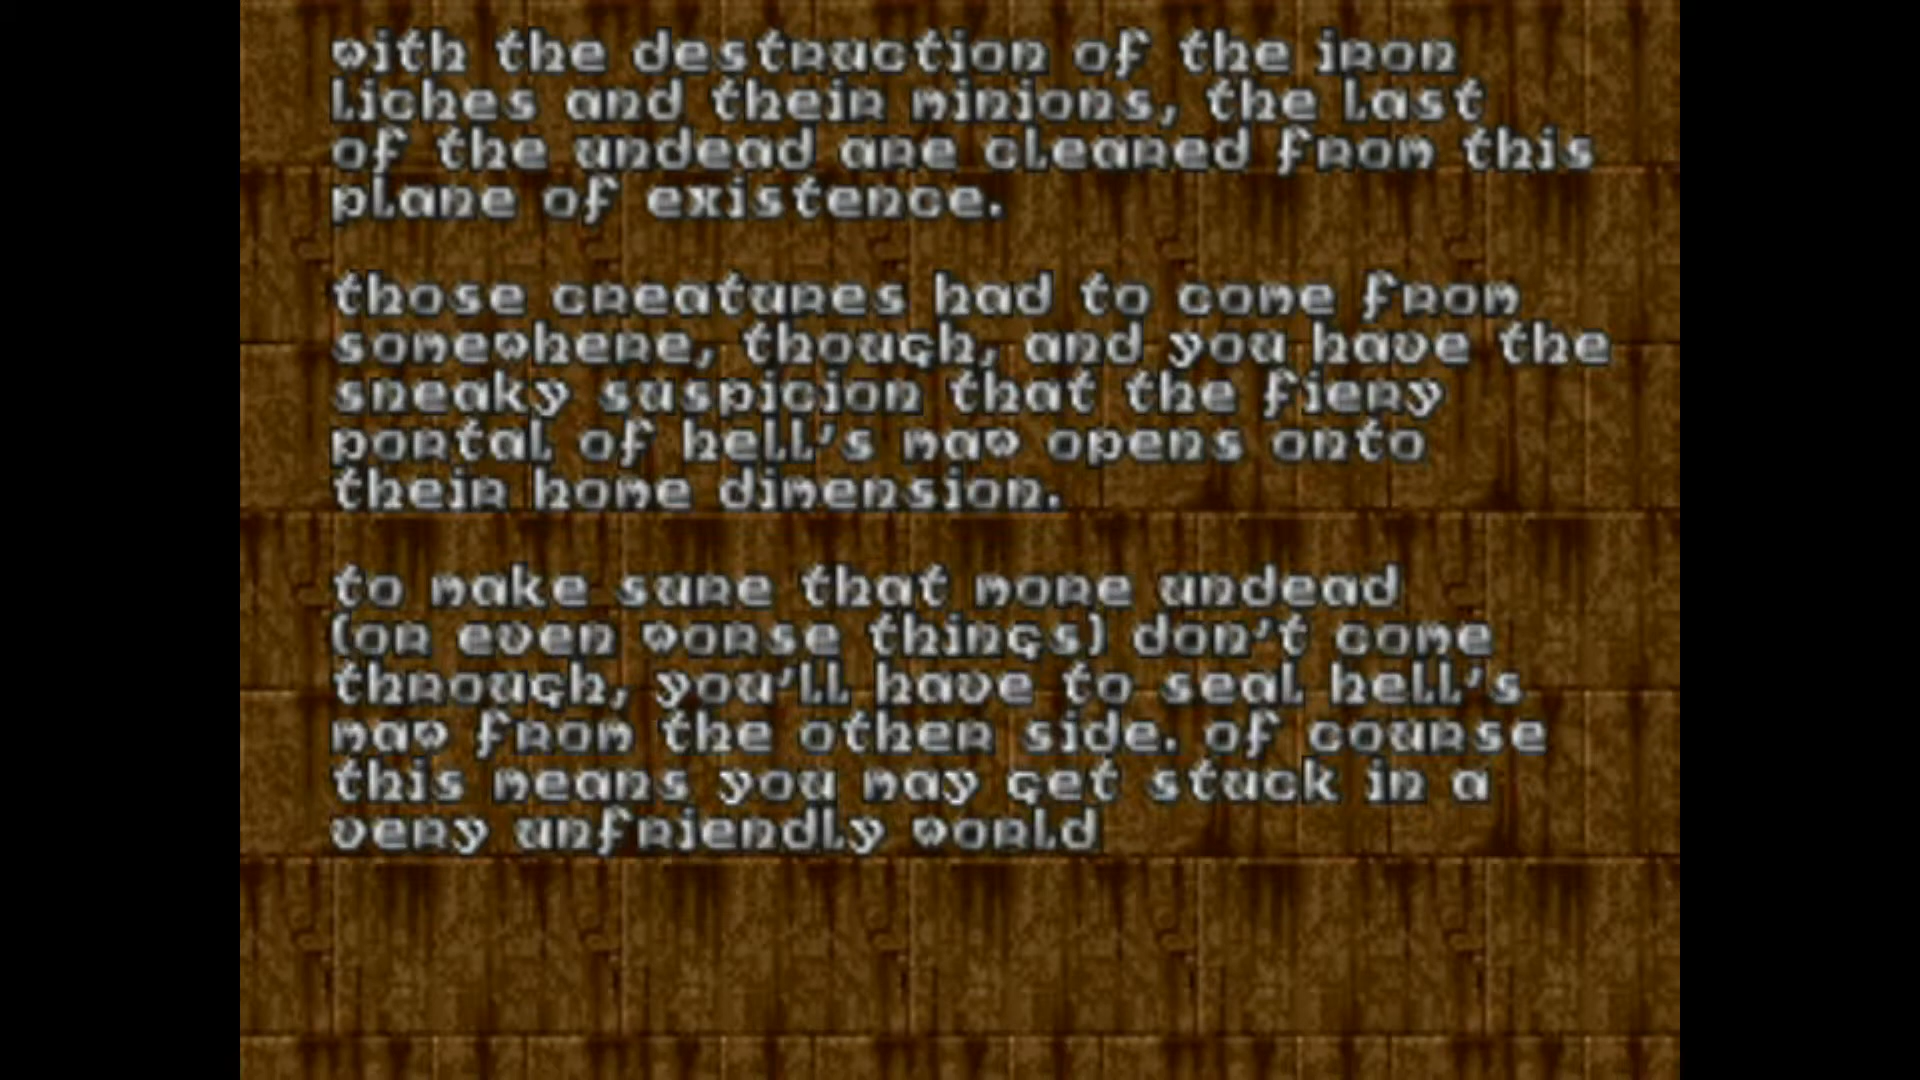 with the destruction of the iron
liches and their minions, the last
of the undead are cleared from this
plane of existence.
those creatures had to come from
somewhere, though, and you have the
sneaky suspicion that the fiery
portal of hell's maw opens onto
their home dimension.
to make sure that more undead
(or even worse things) don't come
through, you'll have to seal hell's
maw from the other side. of course
this means you may get stuck in a
very unfriendly world